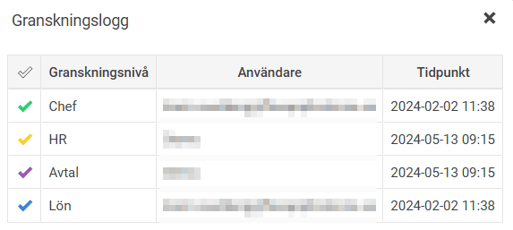 Granskningslogg
Granskningsnivå Användare Tidpunkt
Chef 2024-02-02 11:38
HR 2024-05-13 09:15
Avtal 2024-05-13 09:15
Lön 2024-02-02 11:38